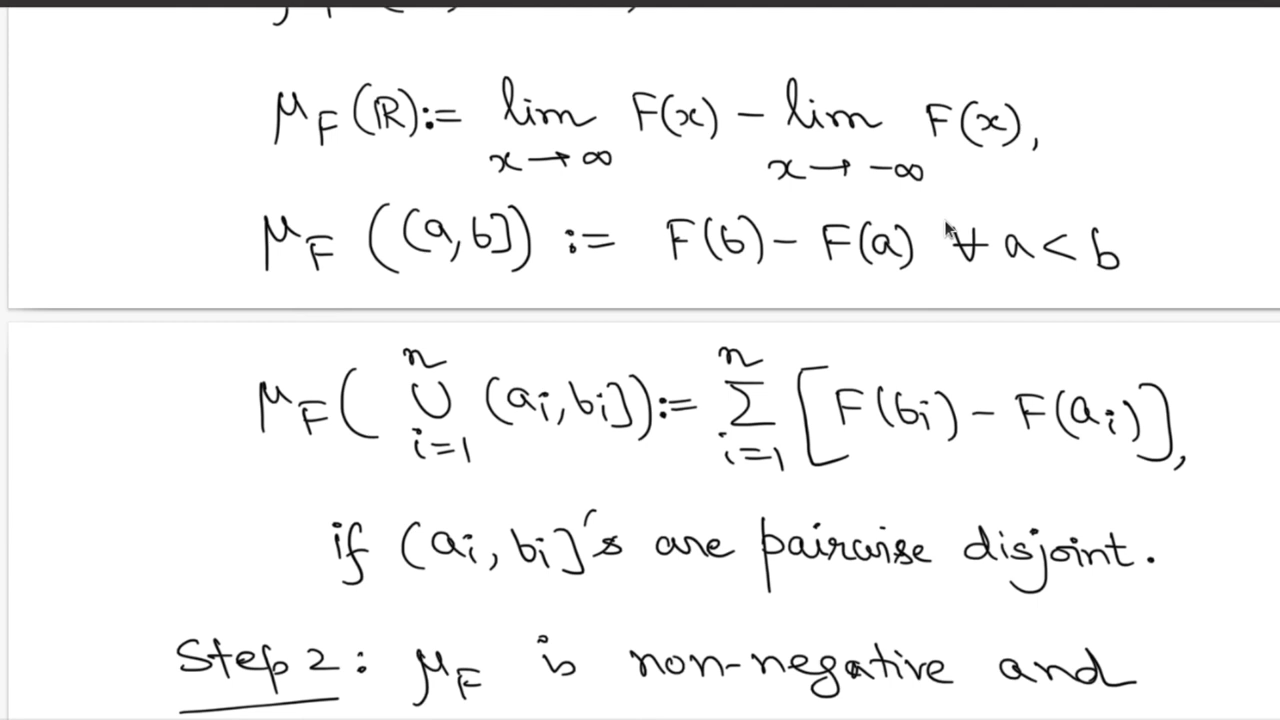 μ_F(ℝ) := lim_{x→∞} F(x) − lim_{x→−∞} F(x),
μ_F((a,b]) := F(b) − F(a) ∀ a < b
μ_F(⋃_{i=1}^{n} (a_i, b_i]) := Σ_{i=1}^{n} [F(b_i) − F(a_i)],
if (a_i, b_i]'s are pairwise disjoint.
Step 2: μ_F is non-negative and